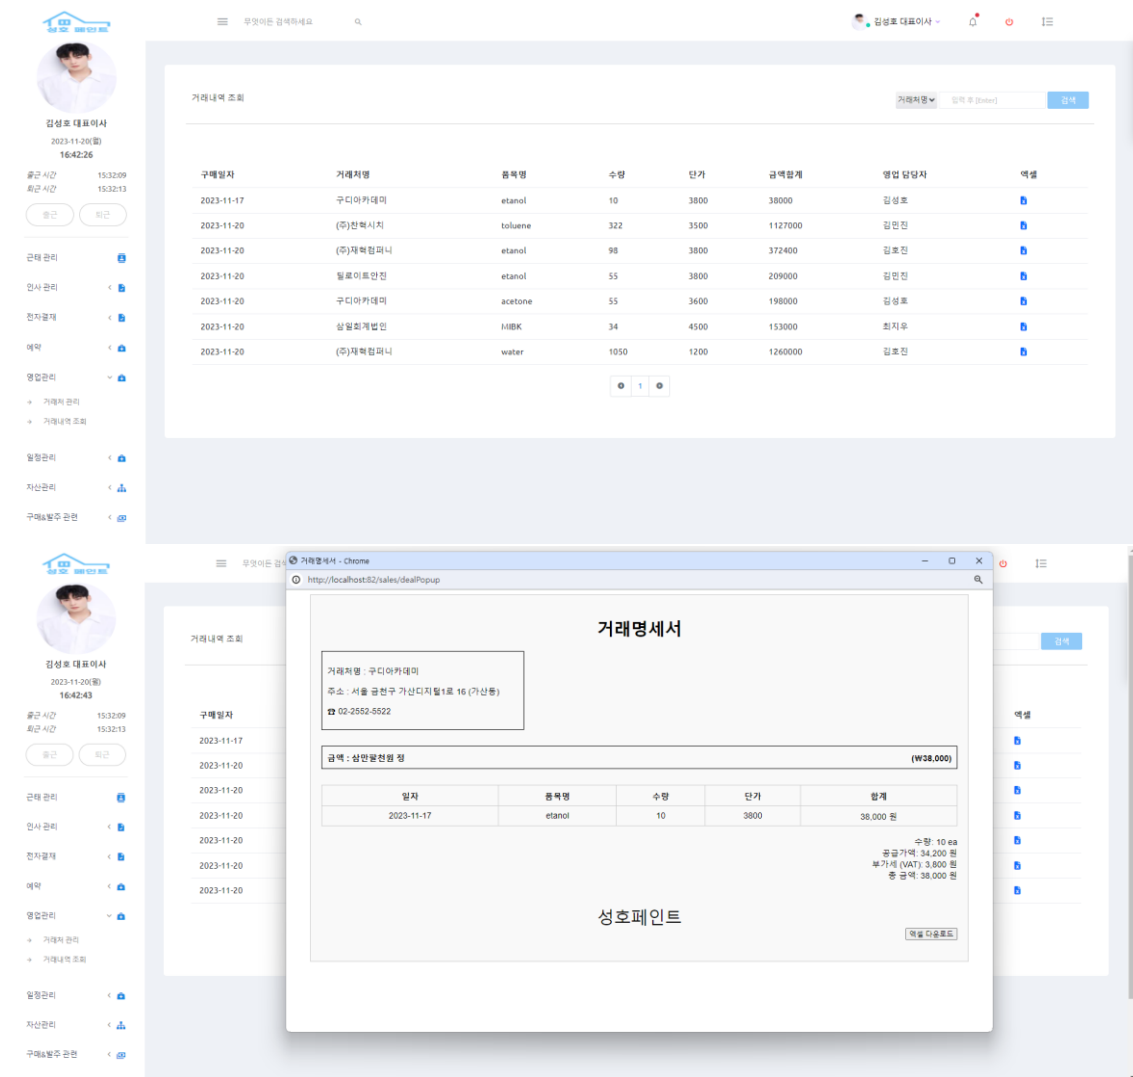 성호 페인트
무엇이든 검색하세요
김성호 대표이사
김성호 대표이사
2023-11-20(월)
16:42:26
출근 시간 15:32:09
퇴근 시간 15:32:13
출근 퇴근
근태 관리
인사 관리
전자결재
예약
영업관리
거래처 관리
거래내역 조회
일정관리
자산관리
구매&발주 관련
거래내역 조회
거래처명 입력 후 [Enter] 검색
구매일자 거래처명 품목명 수량 단가 금액합계 영업 담당자 엑셀
2023-11-17 구디아카데미 etanol 10 3800 38000 김성호
2023-11-20 (주)찬혁시치 toluene 322 3500 1127000 김민진
2023-11-20 (주)재혁컴퍼니 etanol 98 3800 372400 김호진
2023-11-20 딜로이트안진 etanol 55 3800 209000 김민진
2023-11-20 구디아카데미 acetone 55 3600 198000 김성호
2023-11-20 삼일회계법인 MIBK 34 4500 153000 최지우
2023-11-20 (주)재혁컴퍼니 water 1050 1200 1260000 김호진
1
성호 페인트
무엇이든 검색
김성호 대표이사
2023-11-20(월)
16:42:43
출근 시간 15:32:09
퇴근 시간 15:32:13
출근 퇴근
근태 관리
인사 관리
전자결재
예약
영업관리
거래처 관리
거래내역 조회
일정관리
자산관리
구매&발주 관련
거래내역 조회
검색
구매일자 엑셀
2023-11-17
2023-11-20
2023-11-20
2023-11-20
2023-11-20
2023-11-20
2023-11-20
거래명세서 - Chrome
http://localhost:82/sales/dealPopup
거래명세서
거래처명 : 구디아카데미
주소 : 서울 금천구 가산디지털1로 16 (가산동)
☎ 02-2552-5522
금액 : 삼만팔천원 정 (₩38,000)
일자 품목명 수량 단가 합계
2023-11-17 etanol 10 3800 38,000 원
수량: 10 ea
공급가액: 34,200 원
부가세 (VAT): 3,800 원
총 금액: 38,000 원
성호페인트
엑셀 다운로드